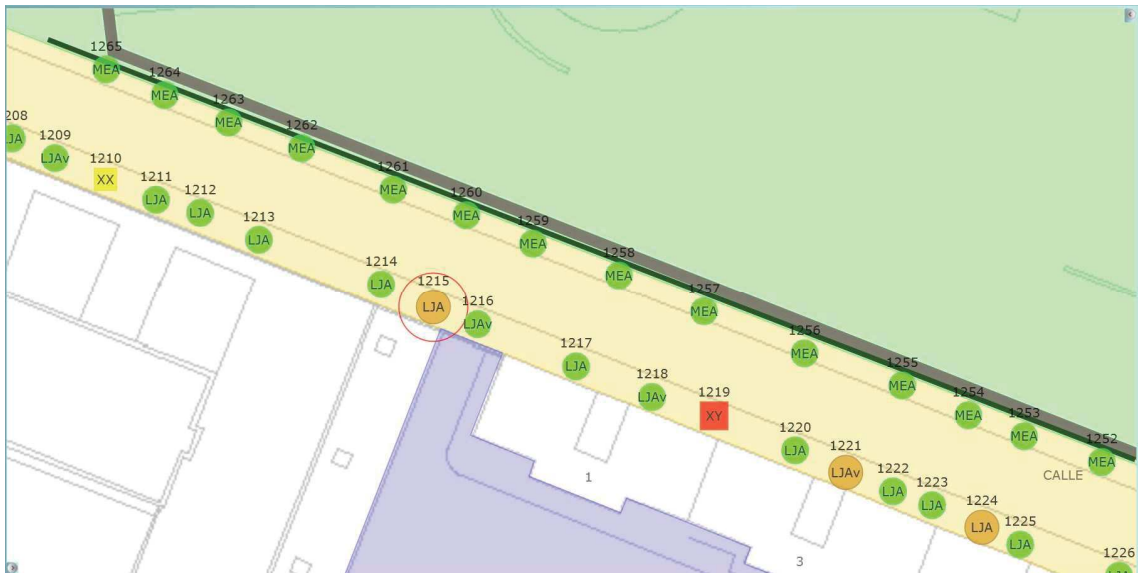 1265
MEA
1264
MEA
1263
MEA
1262
MEA
1261
MEA
1260
MEA
1259
MEA
1258
MEA
1257
MEA
1256
MEA
1255
MEA
1254
MEA
1253
MEA
1252
MEA
208
JA
1209
LJAv
1210
XX
1211
LJA
1212
LJA
1213
LJA
1214
LJA
1215
LJA
1216
LJAv
1217
LJA
1218
LJAv
1219
XY
1220
LJA
1221
LJAv
1222
LJA
1223
LJA
1224
LJA
1225
LJA
1226
CALLE
1
3